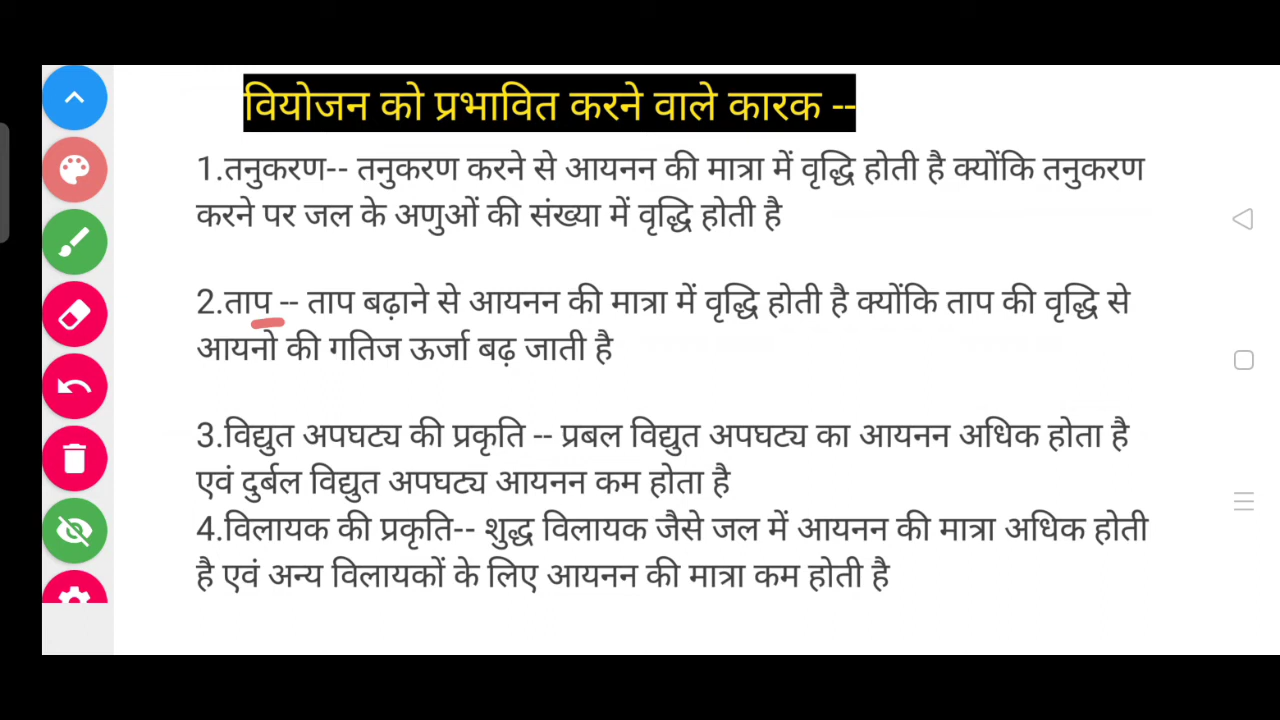 वियोजन को प्रभावित करने वाले कारक --
1.तनुकरण-- तनुकरण करने से आयनन की मात्रा में वृद्धि होती है क्योंकि तनुकरण
करने पर जल के अणुओं की संख्या में वृद्धि होती है
2.ताप -- ताप बढ़ाने से आयनन की मात्रा में वृद्धि होती है क्योंकि ताप की वृद्धि से
आयनो की गतिज ऊर्जा बढ़ जाती है
3.विद्युत अपघट्य की प्रकृति -- प्रबल विद्युत अपघट्य का आयनन अधिक होता है
एवं दुर्बल विद्युत अपघट्य आयनन कम होता है
4.विलायक की प्रकृति-- शुद्ध विलायक जैसे जल में आयनन की मात्रा अधिक होती
है एवं अन्य विलायकों के लिए आयनन की मात्रा कम होती है